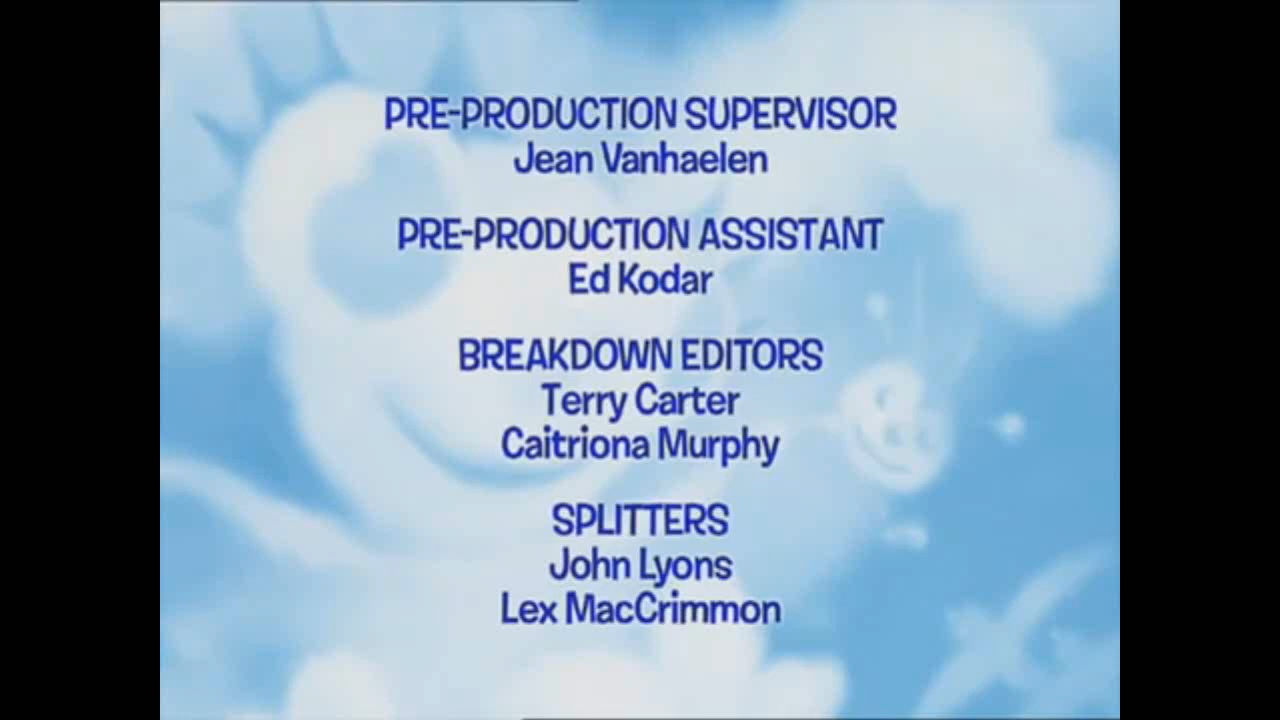 PRE-PRODUCTION SUPERVISOR
Jean Vanhaelen
PRE-PRODUCTION ASSISTANT
Ed Kodar
BREAKDOWN EDITORS
Terry Carter
Caitriona Murphy
SPLITTERS
John Lyons
Lex MacCrimmon